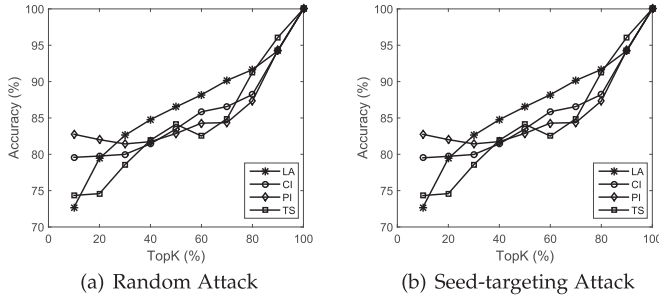 100
95
90
85
80
75
70
Accuracy (%)
0 20 40 60 80 100
TopK (%)
LA
CI
PI
TS
(a) Random Attack
100
95
90
85
80
75
70
Accuracy (%)
0 20 40 60 80 100
TopK (%)
LA
CI
PI
TS
(b) Seed-targeting Attack